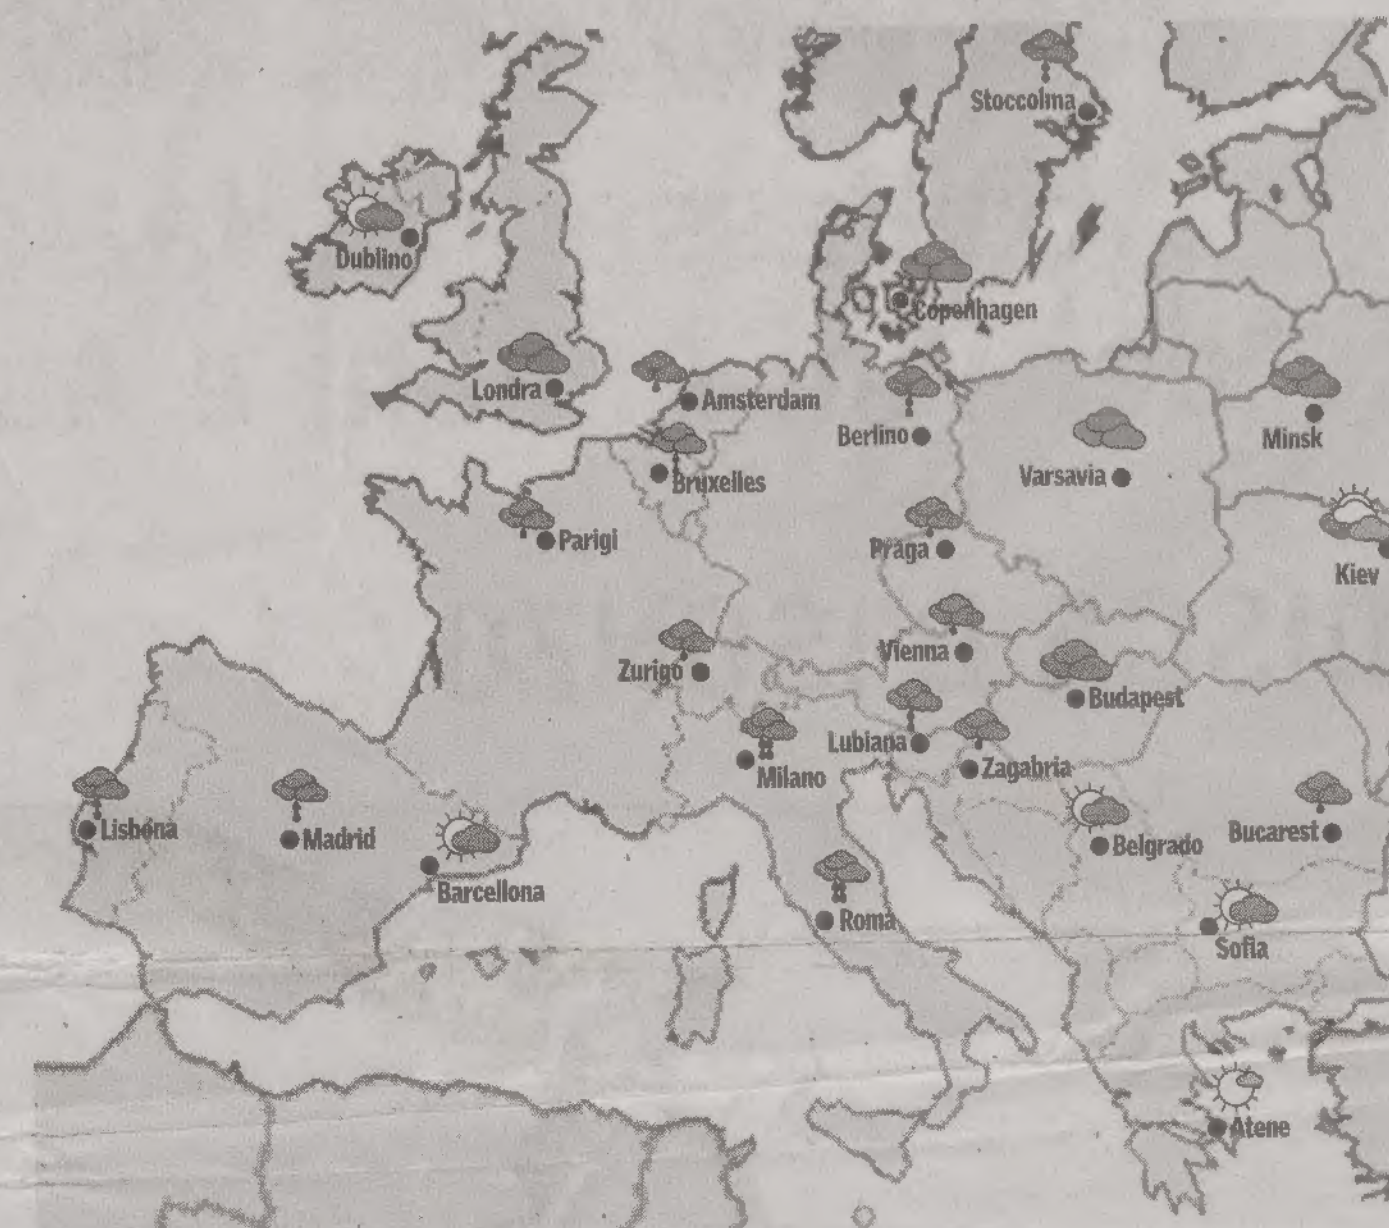 Stoccolma
Dublino
Copenhagen
Londra
Amsterdam
Berlino
Minsk
Bruxelles
Varsavia
Parigi
Praga
Kiev
Vienna
Zurigo
Budapest
Lubiana
Zagabria
Milano
Lisbona
Madrid
Bucarest
Belgrado
Barcellona
Roma
Sofia
Atene